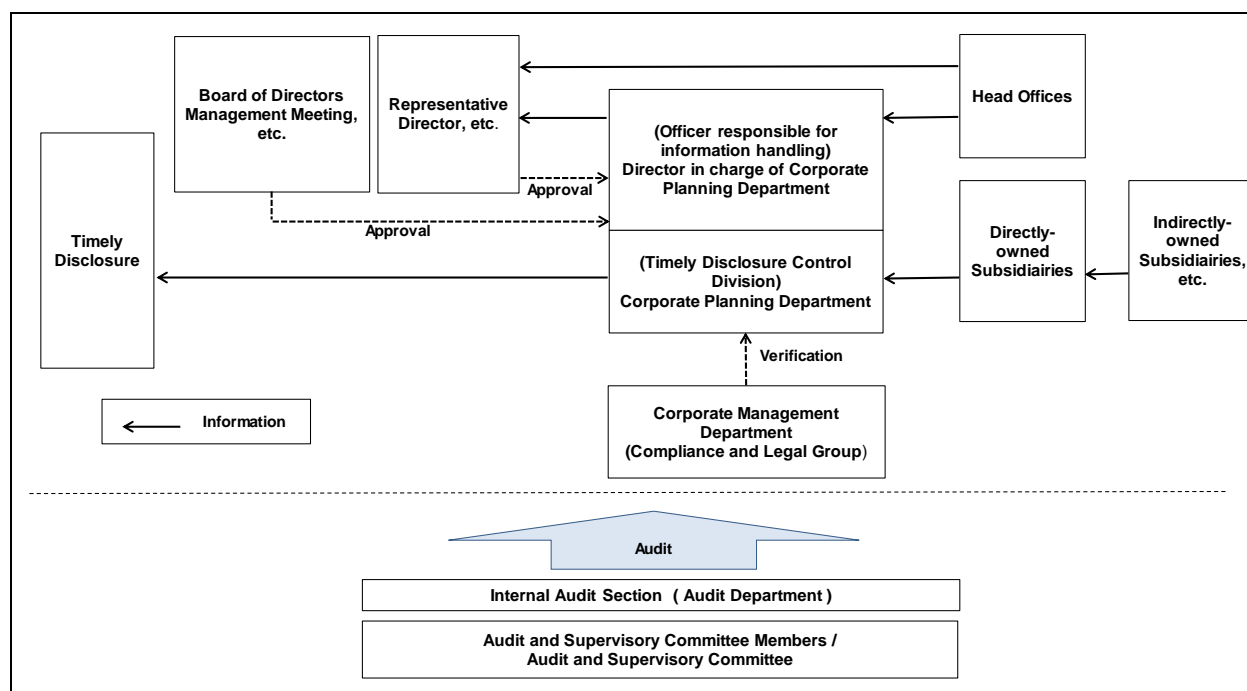 Board of Directors
Management Meeting,
etc.
Representative
Director, etc.
(Officer responsible for
information handling)
Director in charge of Corporate
Planning Department
Head Offices
Approval
Approval
Timely
Disclosure
(Timely Disclosure Control
Division)
Corporate Planning Department
Directly-
owned
Subsidiairies
Indirectly-
owned
Subsidiairies,
etc.
Verification
Information
Corporate Management
Department
(Compliance and Legal Group)
Audit
Internal Audit Section ( Audit Department )
Audit and Supervisory Committee Members /
Audit and Supervisory Committee